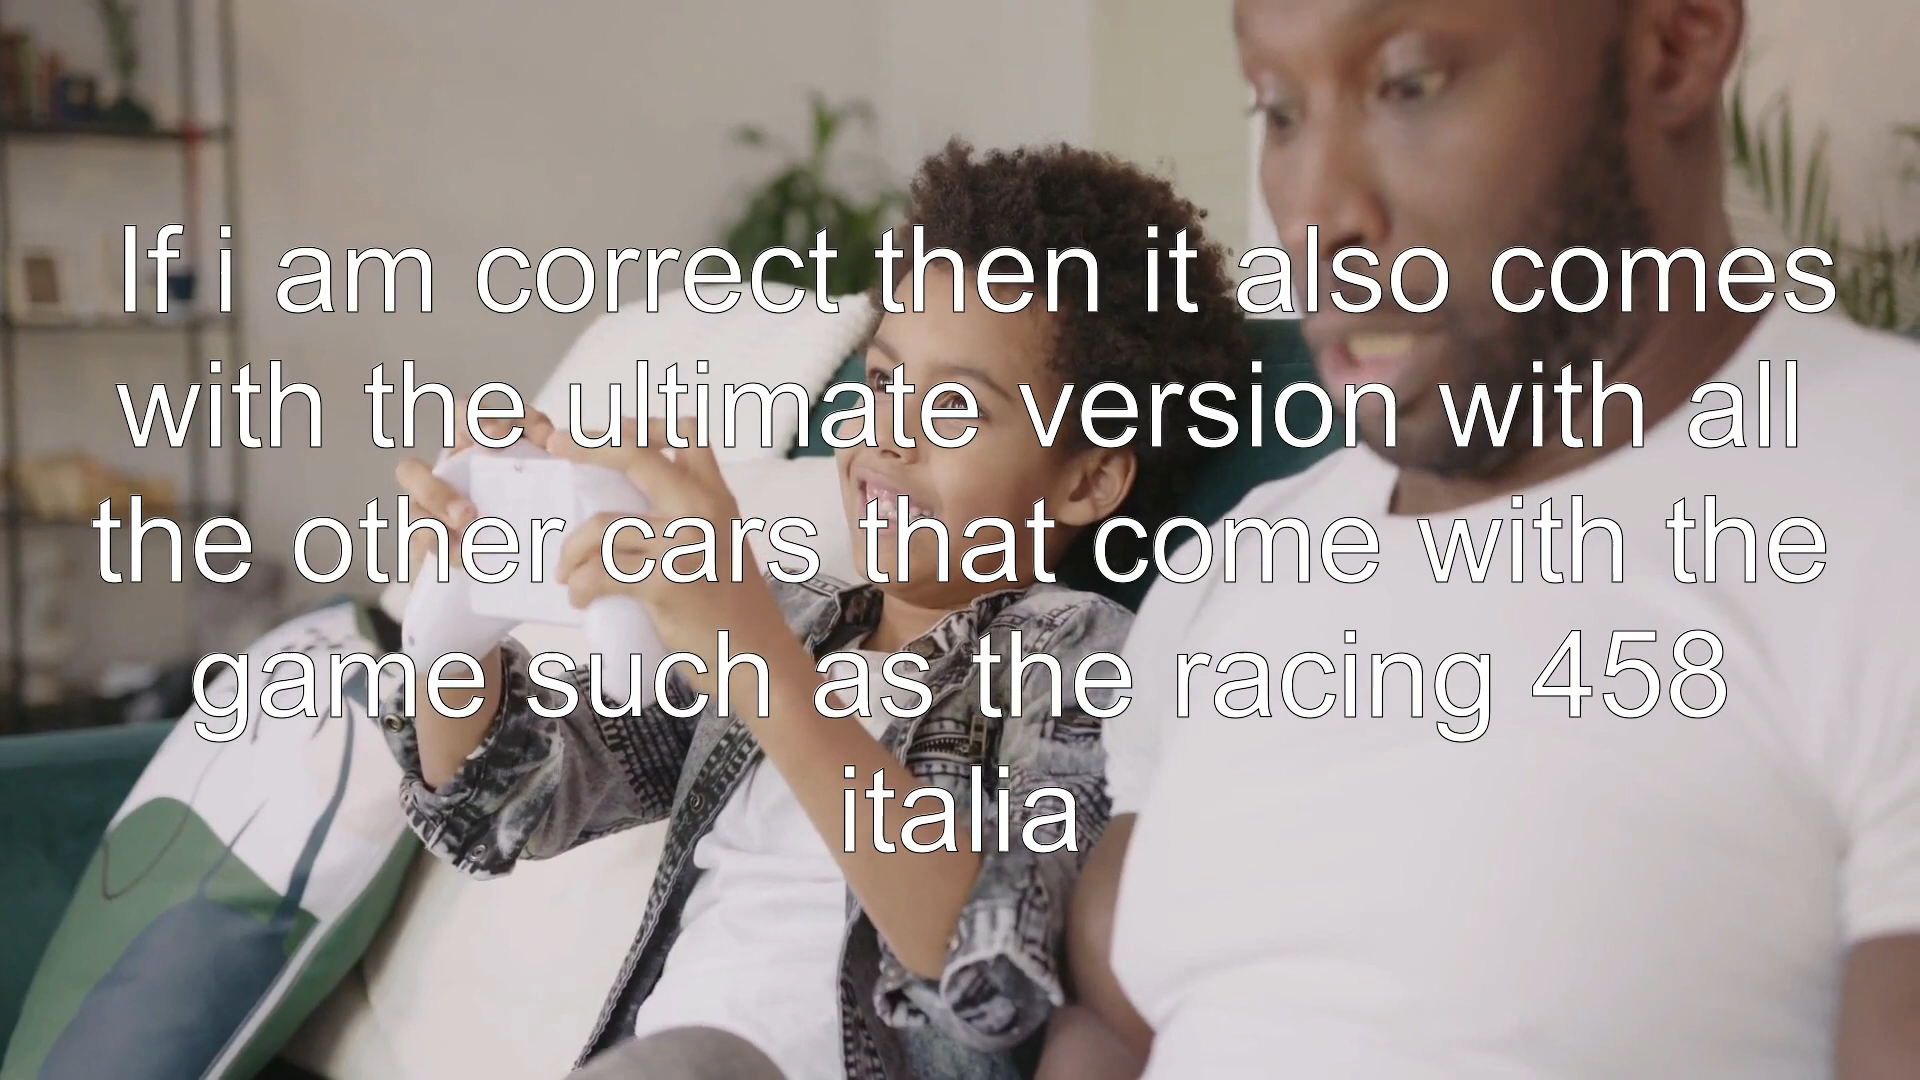 If i am correct then it also comes
with the ultimate version with all
the other cars that come with the
game such as the racing 458
italia